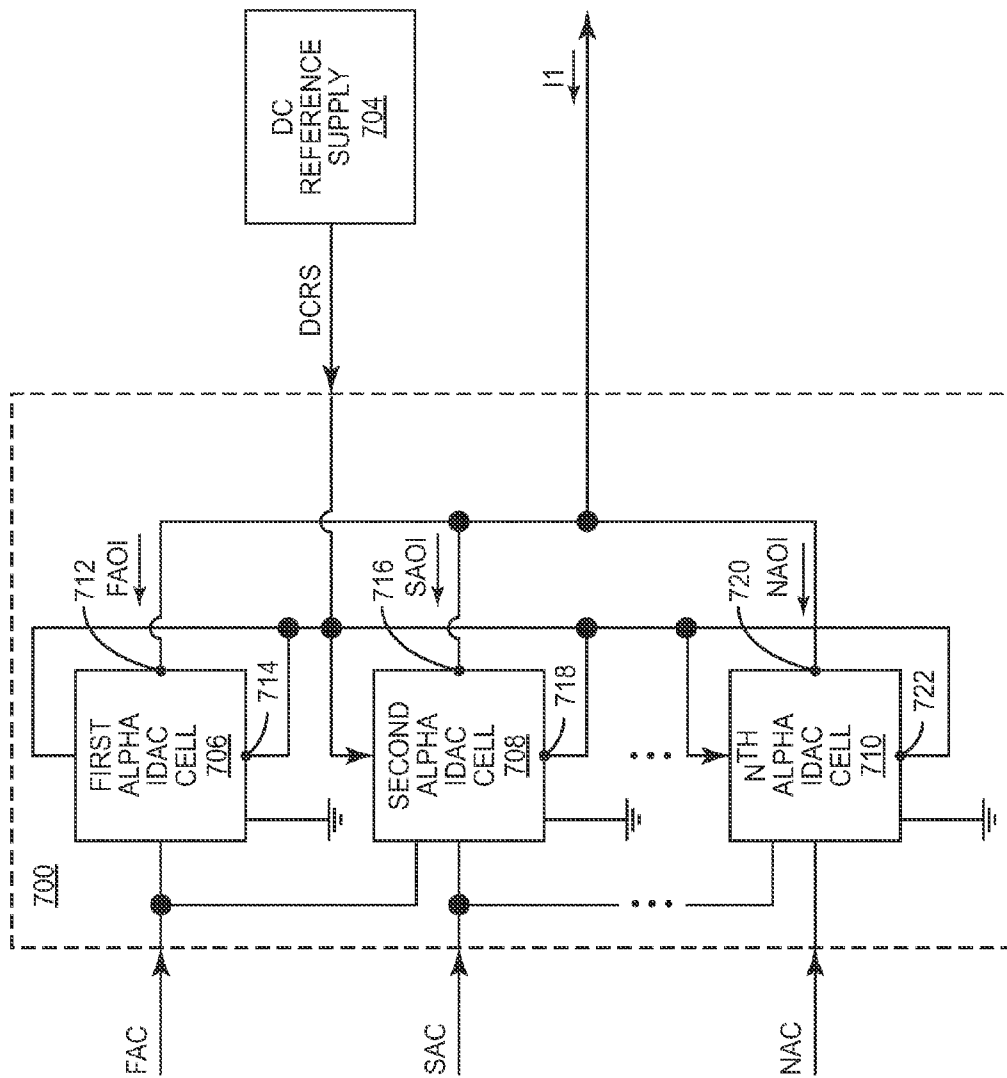 DC
REFERENCE
SUPPLY
704
DCRS
I1
700
712
FAOI
FIRST
ALPHA
IDAC
CELL
706
714
FAC
716
SAOI
SECOND
ALPHA
IDAC
CELL
708
718
SAC
720
NAOI
NTH
ALPHA
IDAC
CELL
710
722
NAC